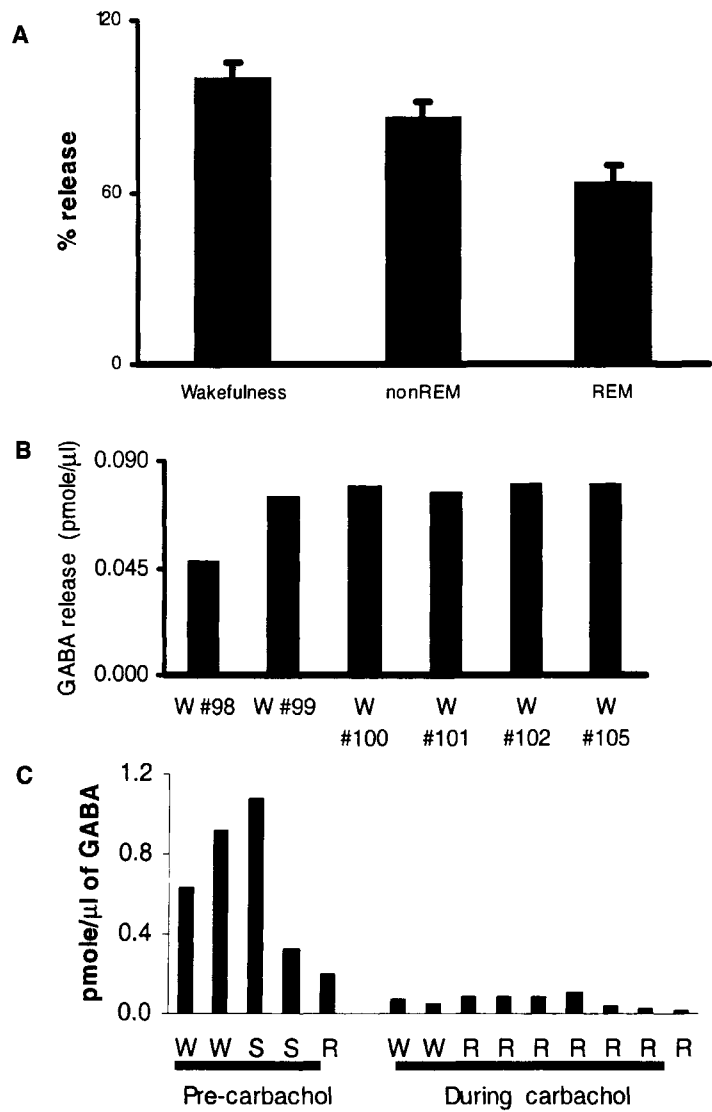 A
120
60
0
% release
Wakefulness nonREM REM
B
0.090
0.045
0.000
GABA release (pmole/µl)
W #98 W #99 W #100 W #101 W #102 W #105
C
1.2
0.8
0.4
0.0
pmole/µl of GABA
W W S S R W W R R R R R R R
Pre-carbachol During carbachol